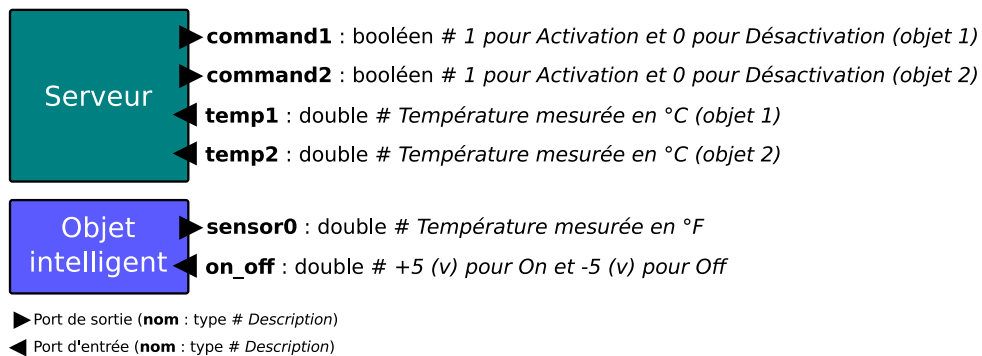 Serveur
command1 : booléen # 1 pour Activation et 0 pour Désactivation (objet 1)
command2 : booléen # 1 pour Activation et 0 pour Désactivation (objet 2)
temp1 : double # Température mesurée en °C (objet 1)
temp2 : double # Température mesurée en °C (objet 2)
Objet
intelligent
sensor0 : double # Température mesurée en °F
on_off : double # +5 (v) pour On et -5 (v) pour Off
Port de sortie (nom : type # Description)
Port d'entrée (nom : type # Description)